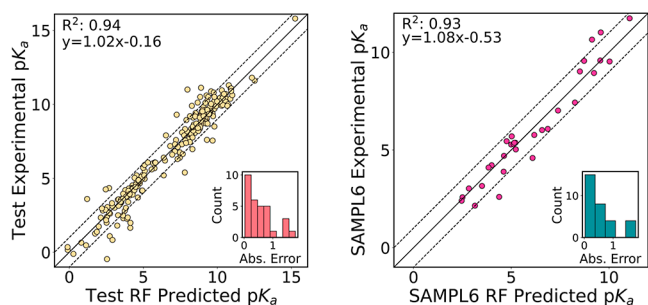 R²: 0.94
y=1.02x-0.16
Test Experimental pKa
15
10
5
0
0
5
10
15
Test RF Predicted pKa
Count
10
5
0
0
1
Abs. Error
R²: 0.93
y=1.08x-0.53
SAMPL6 Experimental pKa
10
5
0
0
5
10
SAMPL6 RF Predicted pKa
Count
10
0
0
1
Abs. Error